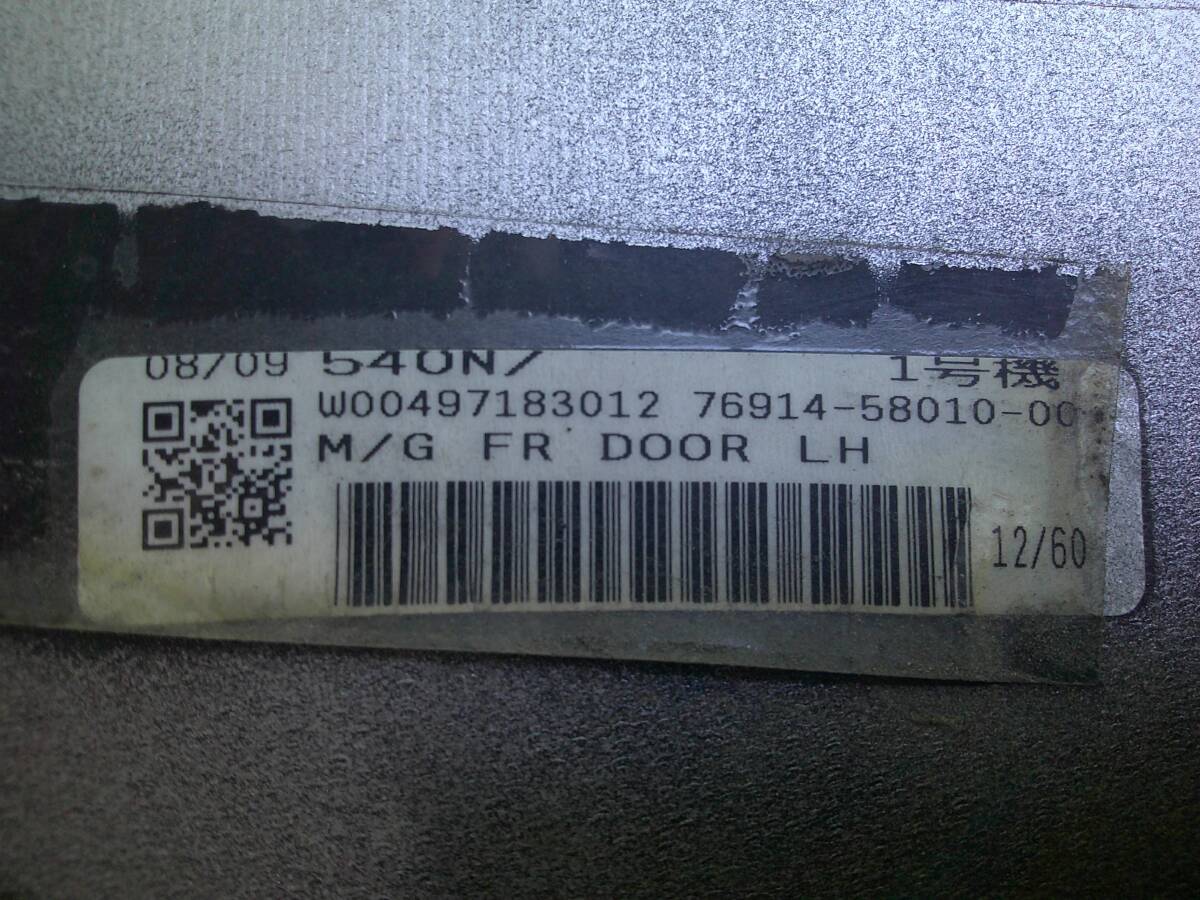 08/09 540N/ 1号機
W00497183012 76914-58010-00
M/G FR DOOR LH
12/60